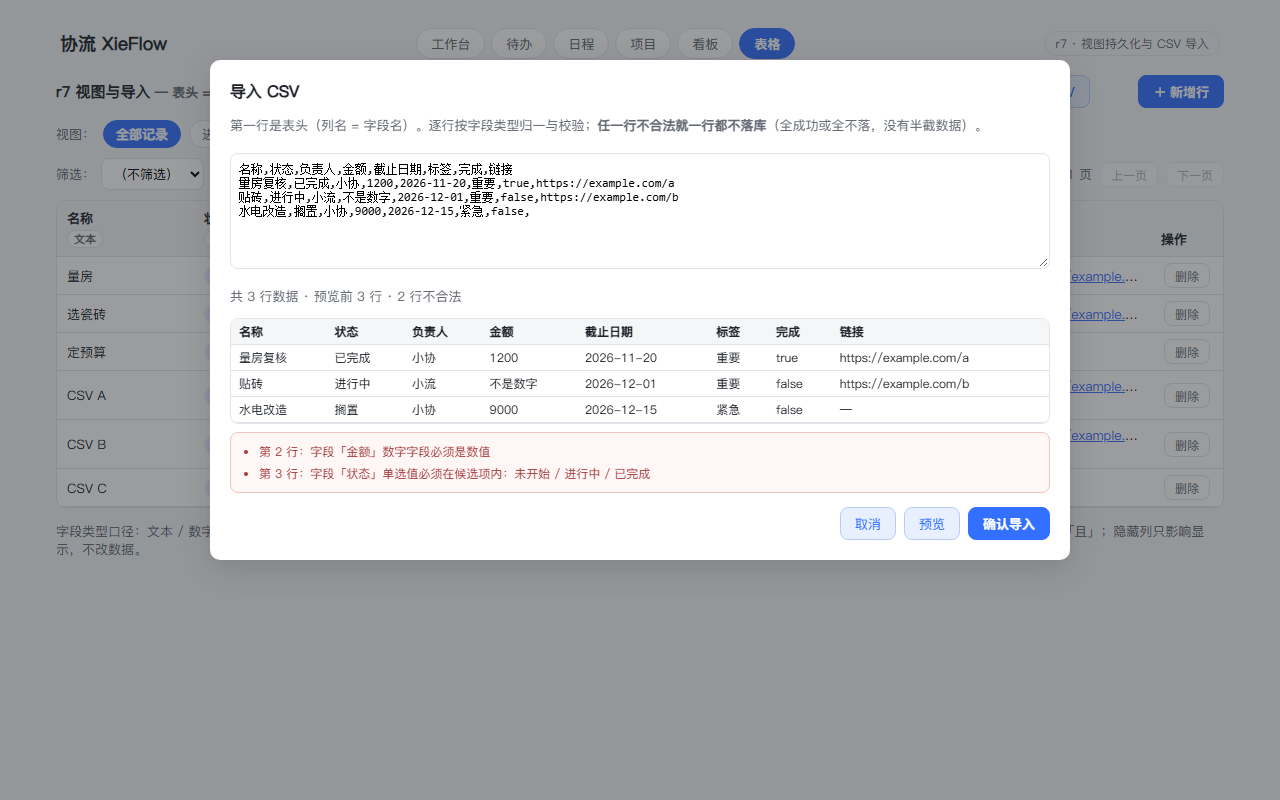 协流 XieFlow
工作台 待办 日程 项目 看板 表格
r7 · 视图持久化与 CSV 导入
r7 视图与导入 — 表头 =
+ 新增行
视图: 全部记录
筛选: (不筛选)
页 上一页 下一页
名称
文本
操作
量房
example.… 删除
选瓷砖
example.… 删除
定预算
删除
CSV A
example.… 删除
CSV B
example.… 删除
CSV C
删除
字段类型口径：文本 / 数字
「且」；隐藏列只影响显
示，不改数据。
导入 CSV
第一行是表头（列名 = 字段名）。逐行按字段类型归一与校验；任一行不合法就一行都不落库（全成功或全不落，没有半截数据）。
名称,状态,负责人,金额,截止日期,标签,完成,链接
量房复核,已完成,小协,1200,2026-11-20,重要,true,https://example.com/a
贴砖,进行中,小流,不是数字,2026-12-01,重要,false,https://example.com/b
水电改造,搁置,小协,9000,2026-12-15,紧急,false,
共 3 行数据 · 预览前 3 行 · 2 行不合法
名称 状态 负责人 金额 截止日期 标签 完成 链接
量房复核 已完成 小协 1200 2026-11-20 重要 true https://example.com/a
贴砖 进行中 小流 不是数字 2026-12-01 重要 false https://example.com/b
水电改造 搁置 小协 9000 2026-12-15 紧急 false —
• 第 2 行：字段「金额」数字字段必须是数值
• 第 3 行：字段「状态」单选值必须在候选项内：未开始 / 进行中 / 已完成
取消 预览 确认导入